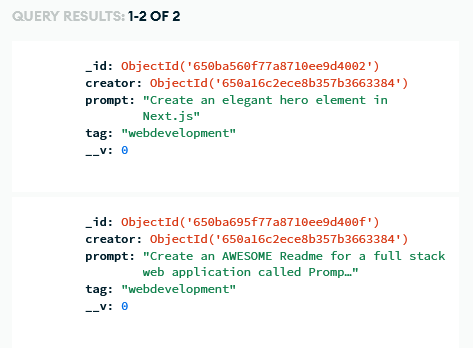 QUERY RESULTS: 1-2 OF 2
_id: ObjectId('650ba560f77a8710ee9d4002')
creator: ObjectId('650a16c2ece8b357b3663384')
prompt: "Create an elegant hero element in
Next.js"
tag: "webdevelopment"
__v: 0
_id: ObjectId('650ba695f77a8710ee9d400f')
creator: ObjectId('650a16c2ece8b357b3663384')
prompt: "Create an AWESOME Readme for a full stack
web application called Promp…"
tag: "webdevelopment"
__v: 0